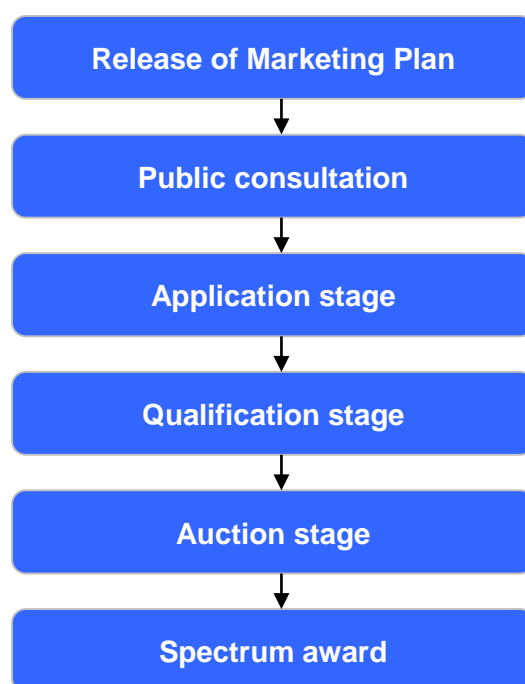 Release of Marketing Plan
Public consultation
Application stage
Qualification stage
Auction stage
Spectrum award